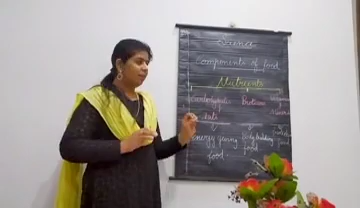 Science
Components of food
Nutrients
Carbohydrate Proteins
fats
energy giving body building
food food